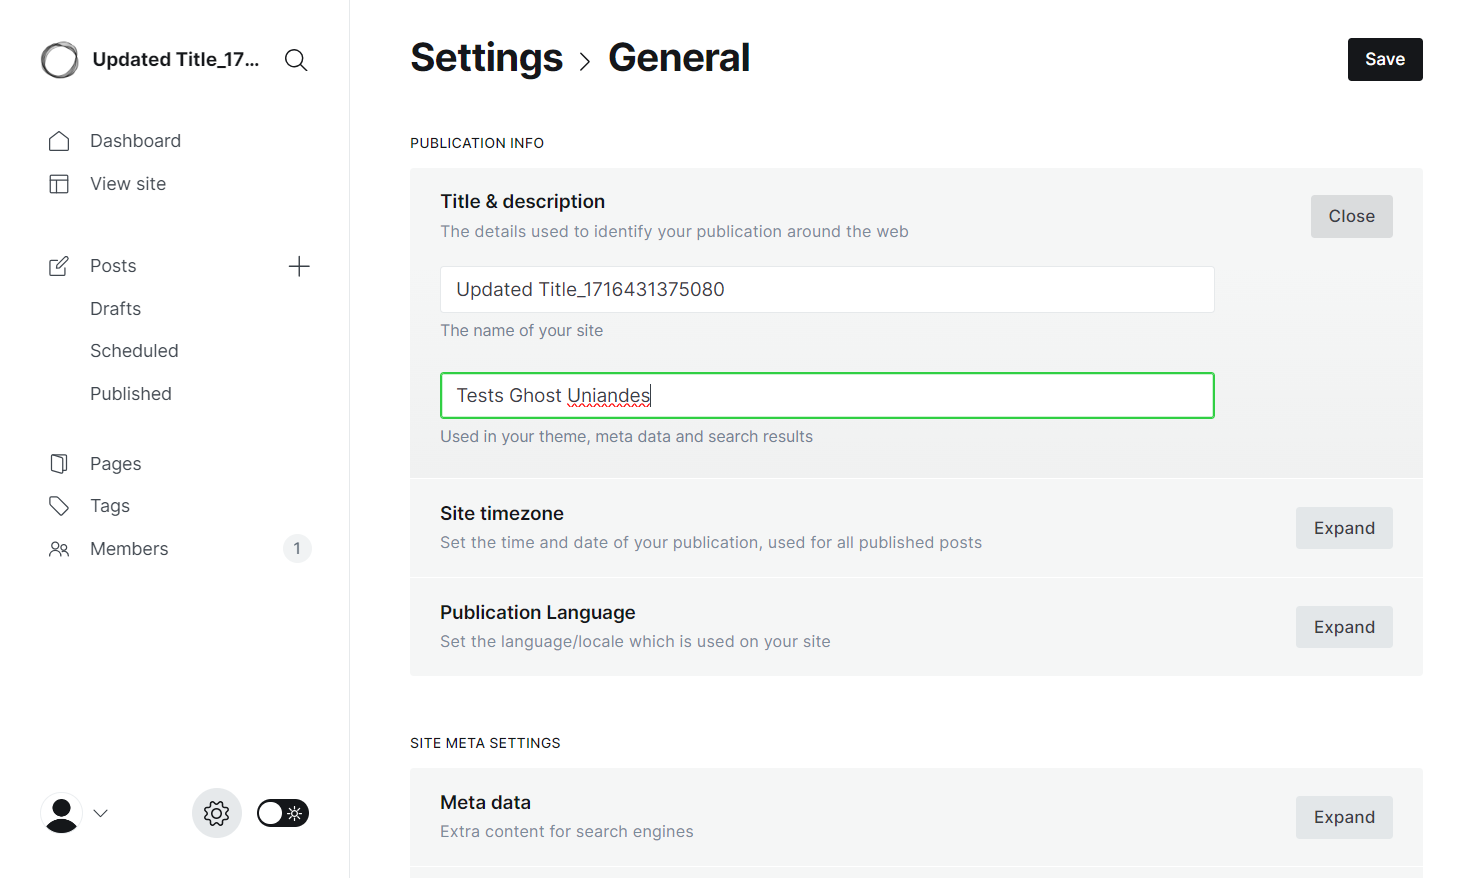 Updated Title_17...
Dashboard
View site
Posts
Drafts
Scheduled
Published
Pages
Tags
Members
1
Settings › General
Save
PUBLICATION INFO
Title & description
The details used to identify your publication around the web
Close
Updated Title_1716431375080
The name of your site
Tests Ghost Uniandes
Used in your theme, meta data and search results
Site timezone
Set the time and date of your publication, used for all published posts
Expand
Publication Language
Set the language/locale which is used on your site
Expand
SITE META SETTINGS
Meta data
Extra content for search engines
Expand